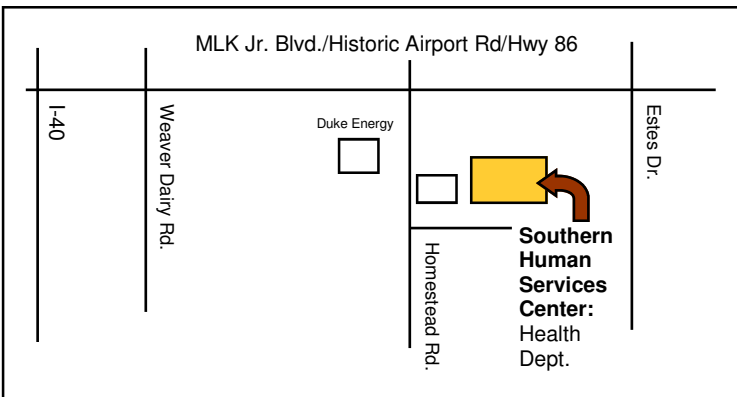 MLK Jr. Blvd./Historic Airport Rd/Hwy 86
I-40
Weaver Dairy Rd.
Duke Energy
Homestead Rd.
Estes Dr.
Southern
Human
Services
Center:
Health
Dept.